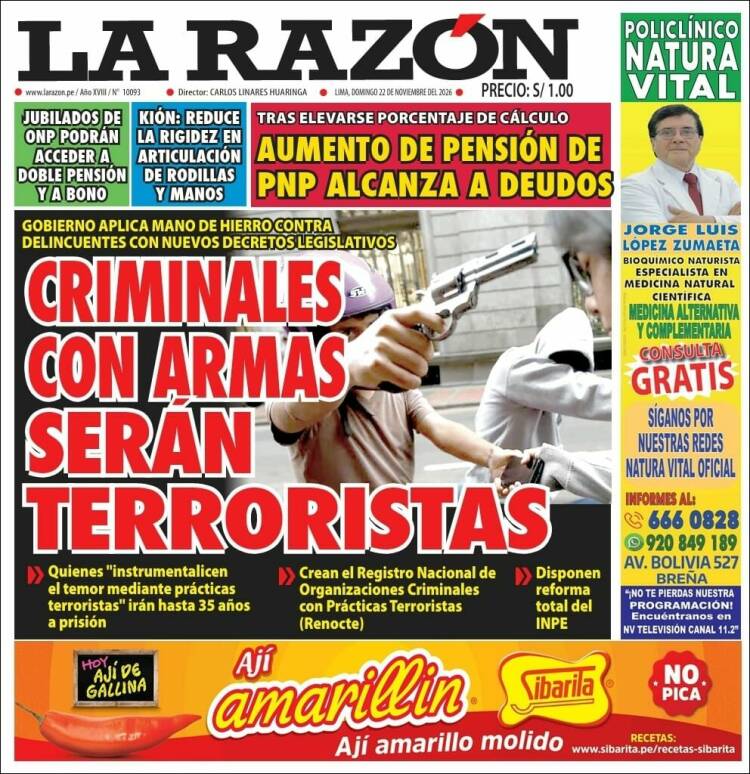 LA RAZÓN
www.larazon.pe / Año XVIII / N° 10093
Director: CARLOS LINARES HUARINGA
LIMA, DOMINGO 22 DE NOVIEMBRE DEL 2026
PRECIO: S/ 1.00
JUBILADOS DE
ONP PODRÁN
ACCEDER A
DOBLE PENSIÓN
Y A BONO
KIÓN: REDUCE
LA RIGIDEZ EN
ARTICULACIÓN
DE RODILLAS
Y MANOS
TRAS ELEVARSE PORCENTAJE DE CÁLCULO
AUMENTO DE PENSIÓN DE
PNP ALCANZA A DEUDOS
GOBIERNO APLICA MANO DE HIERRO CONTRA
DELINCUENTES CON NUEVOS DECRETOS LEGISLATIVOS
CRIMINALES
CON ARMAS
SERÁN
TERRORISTAS
Quienes "instrumentalicen
el temor mediante prácticas
terroristas" irán hasta 35 años
a prisión
Crean el Registro Nacional de
Organizaciones Criminales
con Prácticas Terroristas
(Renocte)
Disponen
reforma
total del
INPE
POLICLÍNICO
NATURA
VITAL
JORGE LUIS
LÓPEZ ZUMAETA
BIOQUIMICO NATURISTA
ESPECIALISTA EN
MEDICINA NATURAL
CIENTIFICA
MEDICINA ALTERNATIVA
Y COMPLEMENTARIA
CONSULTA
GRATIS
SÍGANOS POR
NUESTRAS REDES
NATURA VITAL OFICIAL
INFORMES AL:
666 0828
920 849 189
AV. BOLIVIA 527
BREÑA
"¡NO TE PIERDAS NUESTRA
PROGRAMACIÓN!
Encuéntranos en
NV TELEVISIÓN CANAL 11.2"
HOY
AJÍ DE
GALLINA
Ají
amarillin
Ají amarillo molido
Sibarita
NO
PICA
RECETAS:
www.sibarita.pe/recetas-sibarita